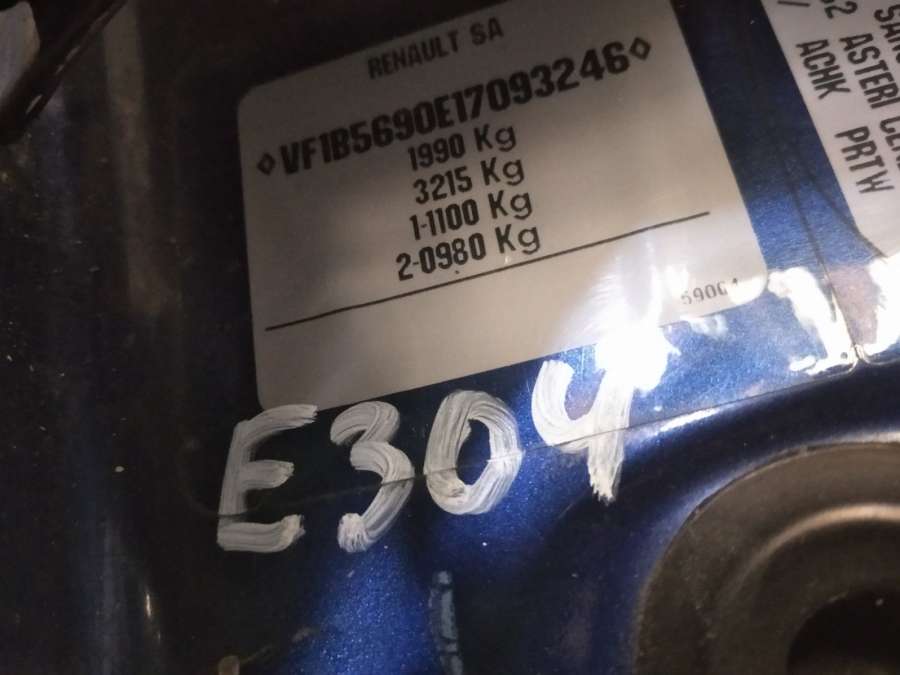 RENAULT SA
◊VF1B5690E17093246◊
1990 Kg
3215 Kg
1-1100 Kg
2-0980 Kg
E304
ASTERI
ACHK PRTW